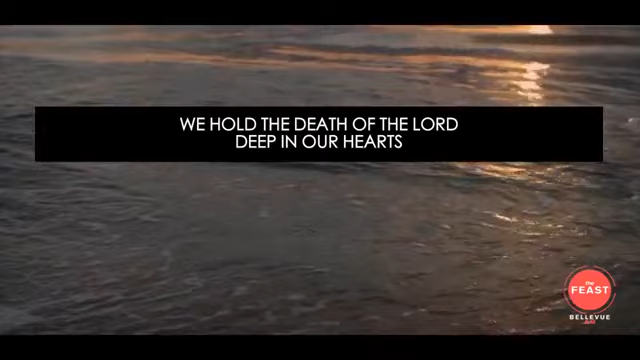 WE HOLD THE DEATH OF THE LORD
DEEP IN OUR HEARTS
the
FEAST
BELLEVUE